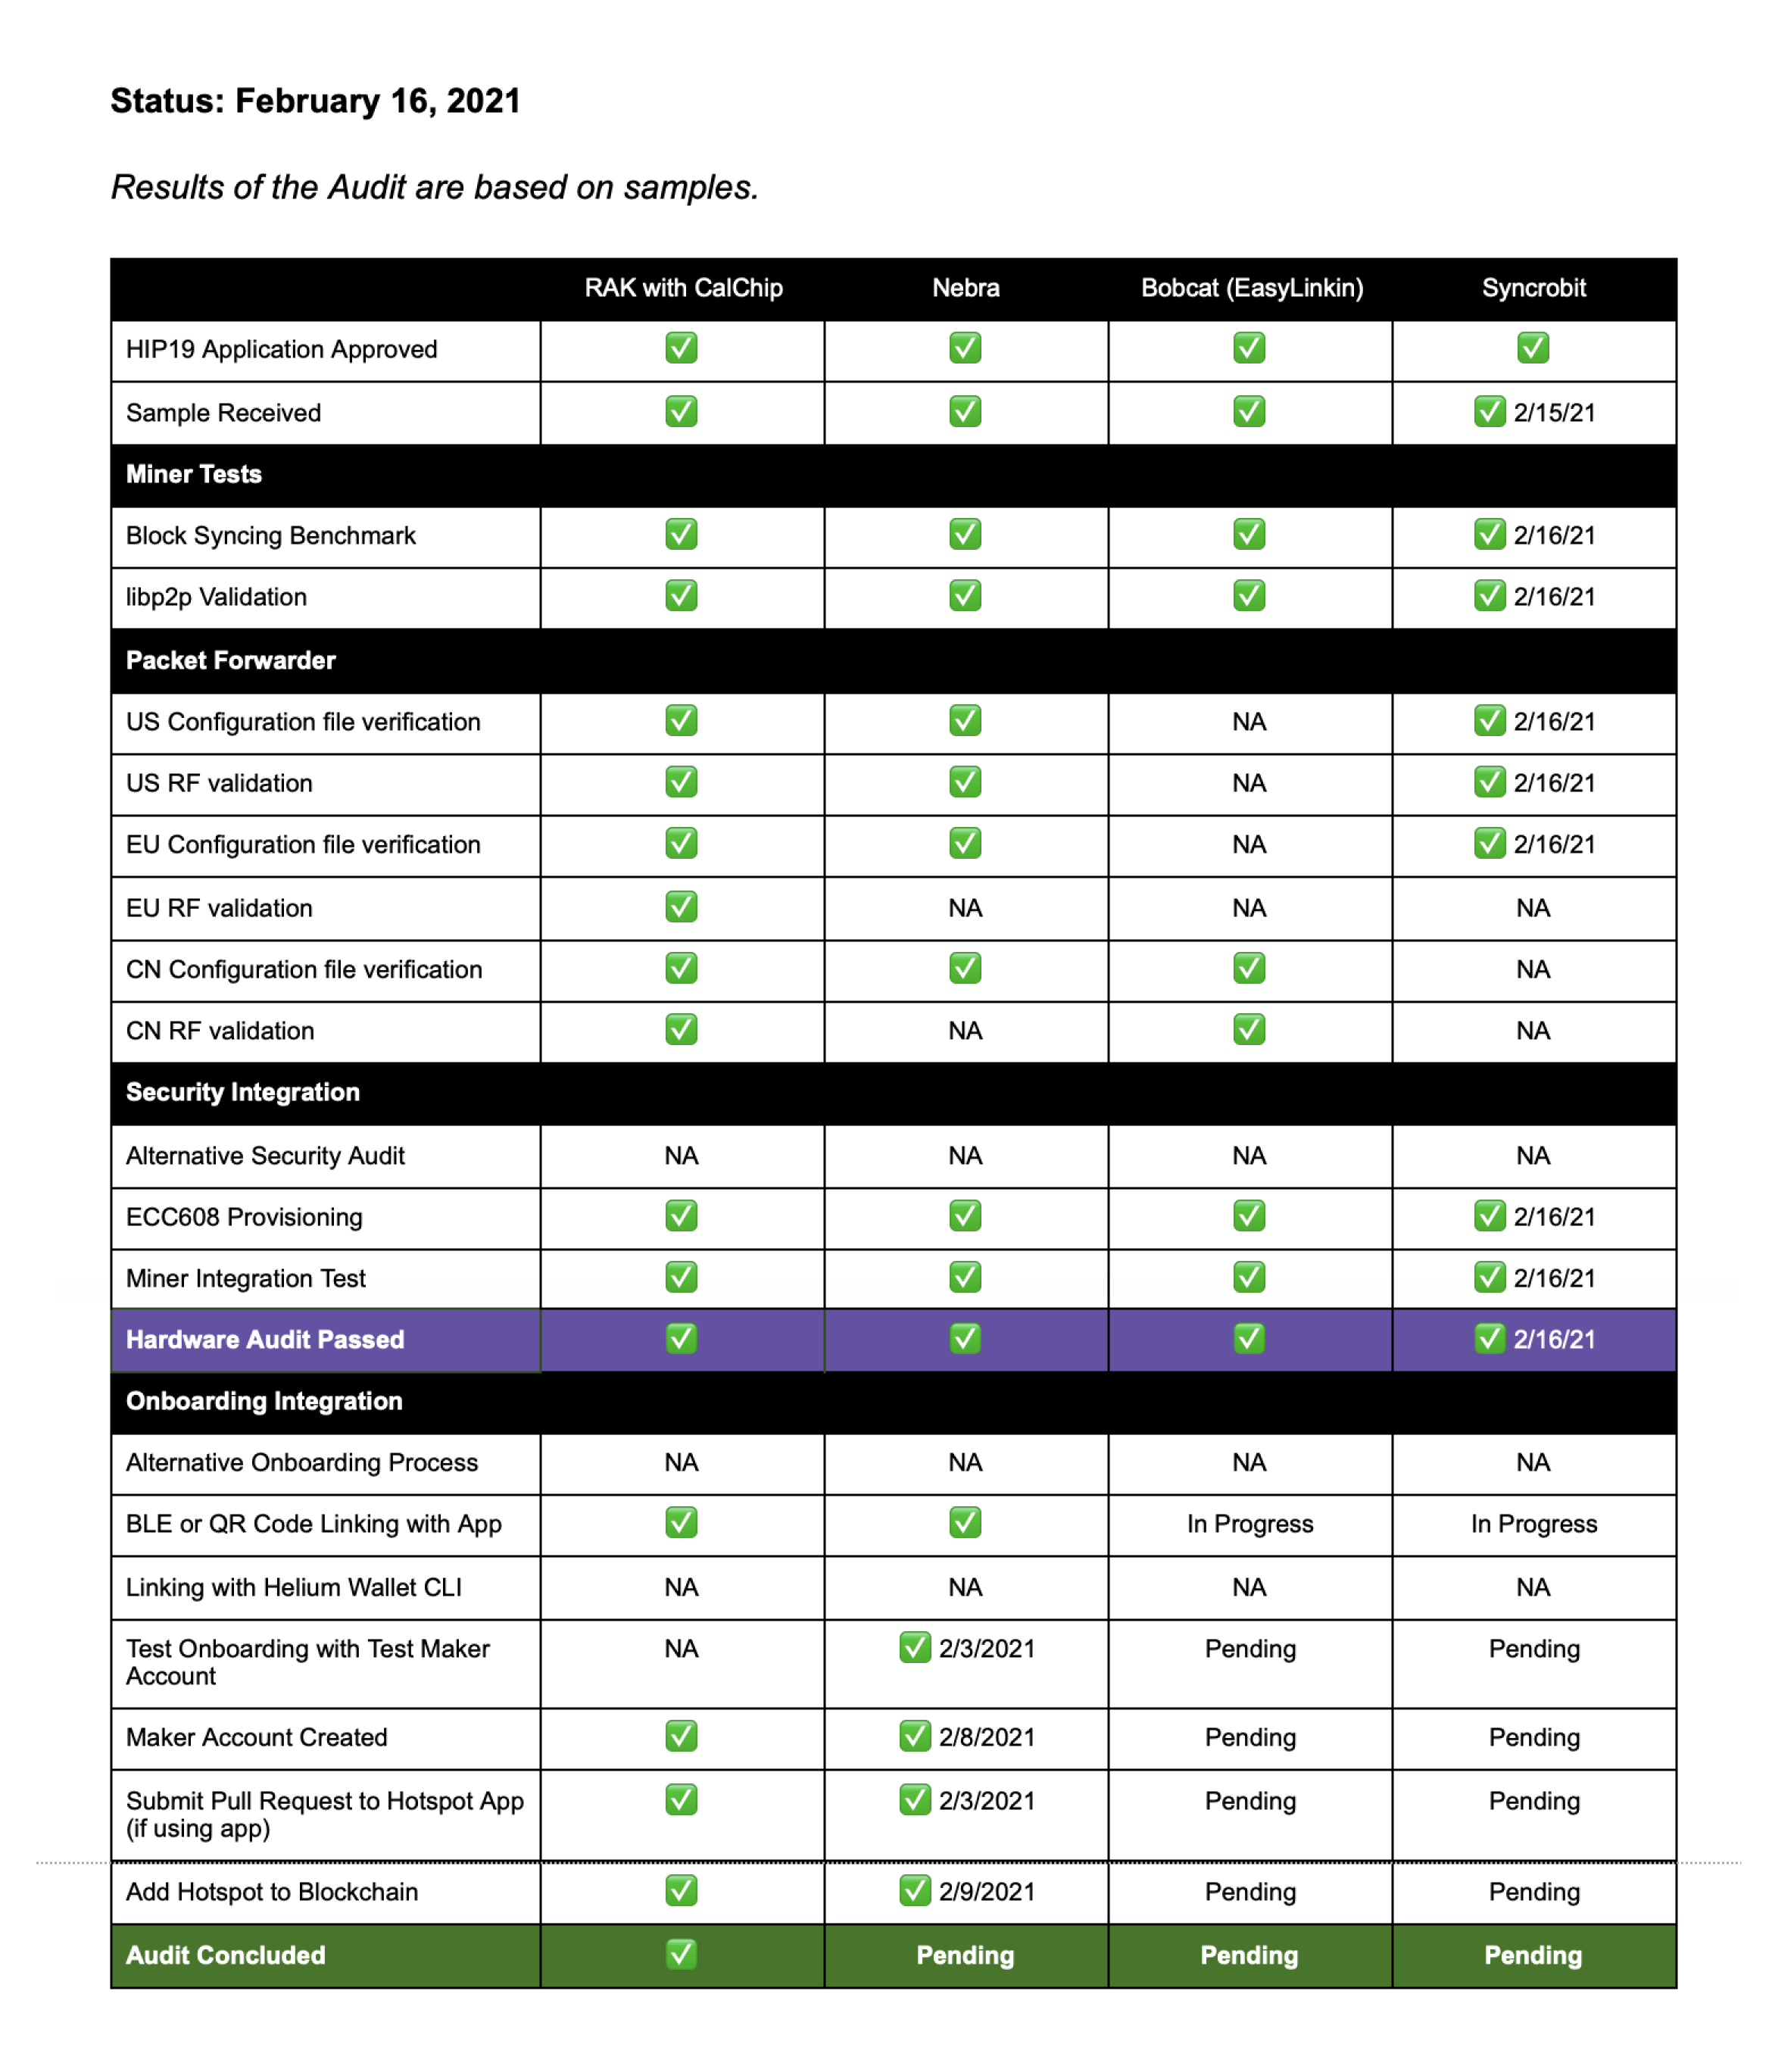 Status: February 16, 2021
Results of the Audit are based on samples.
RAK with CalChip Nebra Bobcat (EasyLinkin) Syncrobit
HIP19 Application Approved ✅ ✅ ✅ ✅
Sample Received ✅ ✅ ✅ ✅ 2/15/21
Miner Tests
Block Syncing Benchmark ✅ ✅ ✅ ✅ 2/16/21
libp2p Validation ✅ ✅ ✅ ✅ 2/16/21
Packet Forwarder
US Configuration file verification ✅ ✅ NA ✅ 2/16/21
US RF validation ✅ ✅ NA ✅ 2/16/21
EU Configuration file verification ✅ ✅ NA ✅ 2/16/21
EU RF validation ✅ NA NA NA
CN Configuration file verification ✅ ✅ ✅ NA
CN RF validation ✅ NA ✅ NA
Security Integration
Alternative Security Audit NA NA NA NA
ECC608 Provisioning ✅ ✅ ✅ ✅ 2/16/21
Miner Integration Test ✅ ✅ ✅ ✅ 2/16/21
Hardware Audit Passed ✅ ✅ ✅ ✅ 2/16/21
Onboarding Integration
Alternative Onboarding Process NA NA NA NA
BLE or QR Code Linking with App ✅ ✅ In Progress In Progress
Linking with Helium Wallet CLI NA NA NA NA
Test Onboarding with Test Maker NA ✅ 2/3/2021 Pending Pending
Account
Maker Account Created ✅ ✅ 2/8/2021 Pending Pending
Submit Pull Request to Hotspot App ✅ ✅ 2/3/2021 Pending Pending
(if using app)
Add Hotspot to Blockchain ✅ ✅ 2/9/2021 Pending Pending
Audit Concluded ✅ Pending Pending Pending